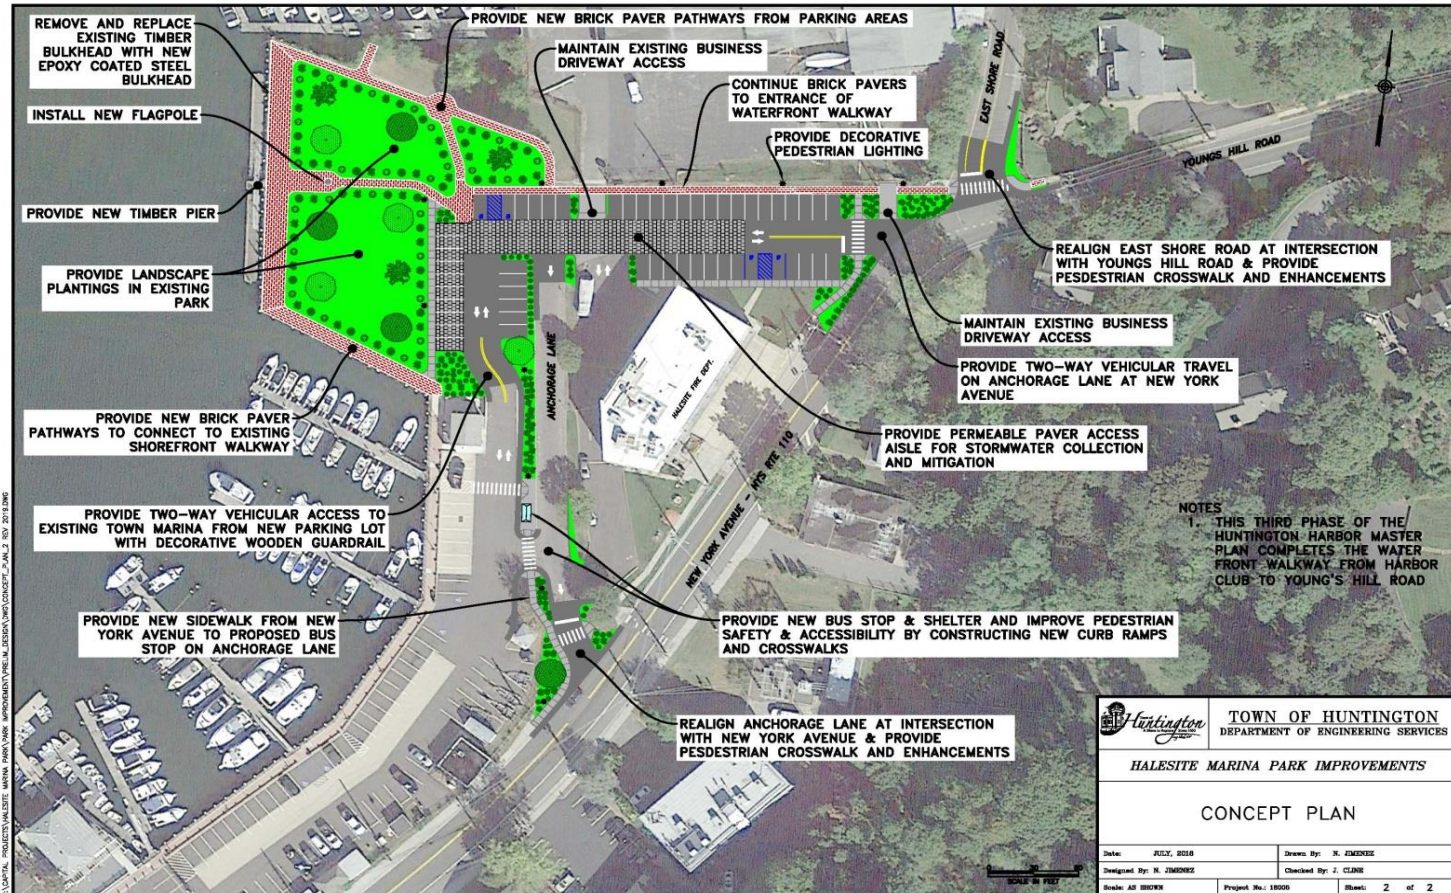 REMOVE AND REPLACE
EXISTING TIMBER
BULKHEAD WITH NEW
EPOXY COATED STEEL
BULKHEAD
INSTALL NEW FLAGPOLE
PROVIDE NEW TIMBER PIER
PROVIDE LANDSCAPE
PLANTINGS IN EXISTING
PARK
PROVIDE NEW BRICK PAVER
PATHWAYS TO CONNECT TO EXISTING
SHOREFRONT WALKWAY
PROVIDE TWO-WAY VEHICULAR ACCESS TO
EXISTING TOWN MARINA FROM NEW PARKING LOT
WITH DECORATIVE WOODEN GUARDRAIL
PROVIDE NEW SIDEWALK FROM NEW
YORK AVENUE TO PROPOSED BUS
STOP ON ANCHORAGE LANE
PROVIDE NEW BRICK PAVER PATHWAYS FROM PARKING AREAS
MAINTAIN EXISTING BUSINESS
DRIVEWAY ACCESS
CONTINUE BRICK PAVERS
TO ENTRANCE OF
WATERFRONT WALKWAY
PROVIDE DECORATIVE
PEDESTRIAN LIGHTING
EAST SHORE ROAD
YOUNGS HILL ROAD
REALIGN EAST SHORE ROAD AT INTERSECTION
WITH YOUNGS HILL ROAD & PROVIDE
PESDESTRIAN CROSSWALK AND ENHANCEMENTS
MAINTAIN EXISTING BUSINESS
DRIVEWAY ACCESS
PROVIDE TWO-WAY VEHICULAR TRAVEL
ON ANCHORAGE LANE AT NEW YORK
AVENUE
ANCHORAGE LANE
HALESITE FIRE DEPT.
PROVIDE PERMEABLE PAVER ACCESS
AISLE FOR STORMWATER COLLECTION
AND MITIGATION
NEW YORK AVENUE - NYS RTE 110
NOTES
1. THIS THIRD PHASE OF THE
HUNTINGTON HARBOR MASTER
PLAN COMPLETES THE WATER
FRONT WALKWAY FROM HARBOR
CLUB TO YOUNG'S HILL ROAD
PROVIDE NEW BUS STOP & SHELTER AND IMPROVE PEDESTRIAN
SAFETY & ACCESSIBILITY BY CONSTRUCTING NEW CURB RAMPS
AND CROSSWALKS
REALIGN ANCHORAGE LANE AT INTERSECTION
WITH NEW YORK AVENUE & PROVIDE
PESDESTRIAN CROSSWALK AND ENHANCEMENTS
SCALE IN FEET
Huntington
TOWN OF HUNTINGTON
DEPARTMENT OF ENGINEERING SERVICES
HALESITE MARINA PARK IMPROVEMENTS
CONCEPT PLAN
Date: JULY, 2018
Drawn By: N. JIMENEZ
Designed By: N. JIMENEZ
Checked By: J. CLINE
Scale: AS SHOWN
Project No.: 18006
Sheet: 2 of 2